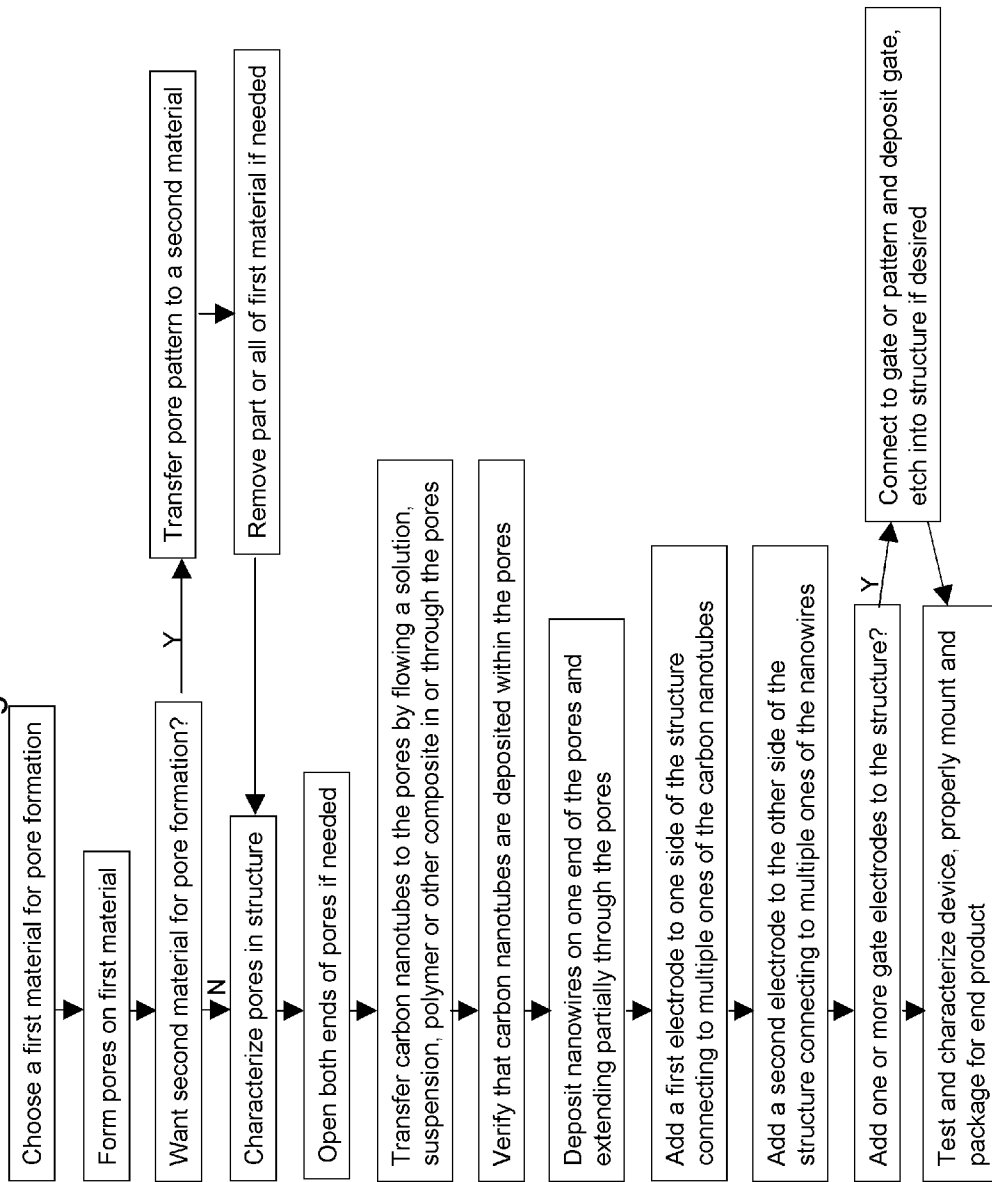 Choose a first material for pore formation
Form pores on first material
Want second material for pore formation?
Y
Transfer pore pattern to a second material
Remove part or all of first material if needed
N
Characterize pores in structure
Open both ends of pores if needed
Transfer carbon nanotubes to the pores by flowing a solution,
suspension, polymer or other composite in or through the pores
Verify that carbon nanotubes are deposited within the pores
Deposit nanowires on one end of the pores and
extending partially through the pores
Add a first electrode to one side of the structure
connecting to multiple ones of the carbon nanotubes
Add a second electrode to the other side of the
structure connecting to multiple ones of the nanowires
Add one or more gate electrodes to the structure?
Y
Connect to gate or pattern and deposit gate,
etch into structure if desired
Test and characterize device, properly mount and
package for end product